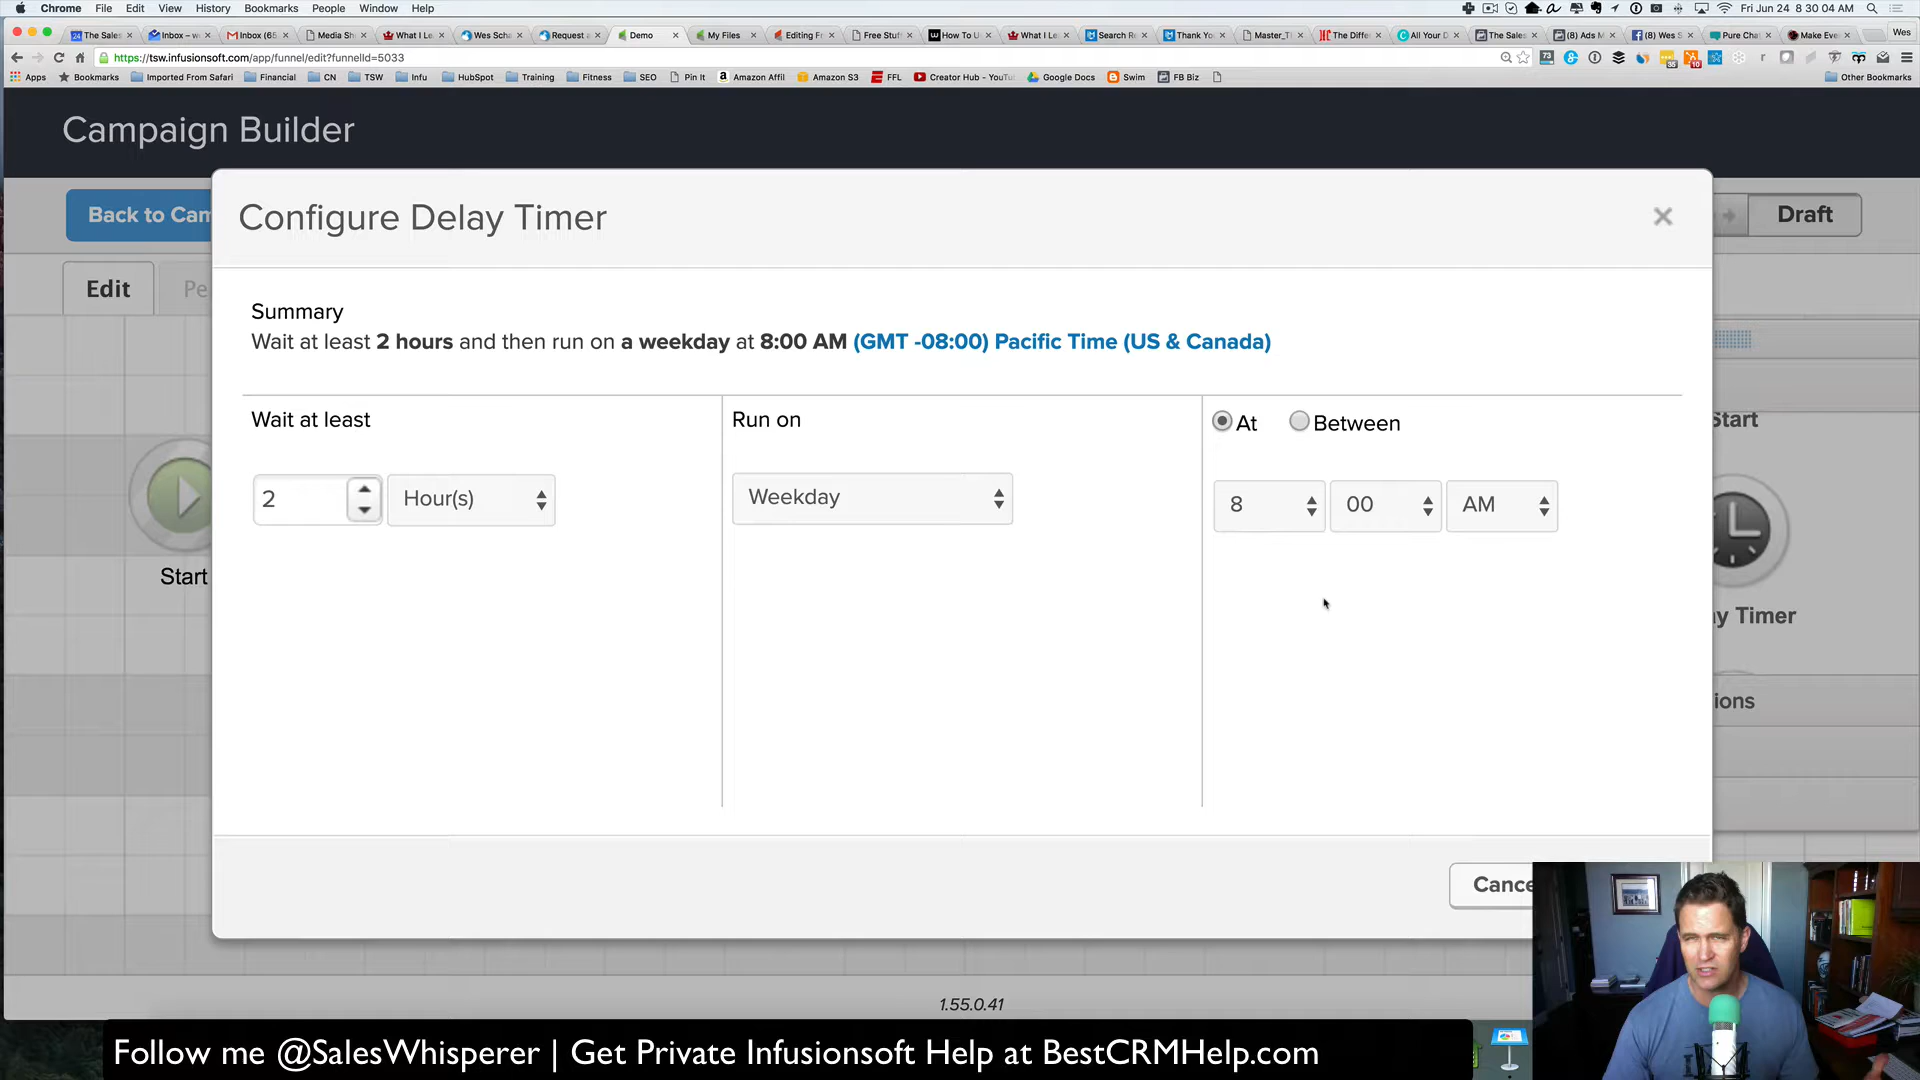 Chrome File Edit View History Bookmarks People Window Help
Fri Jun 24 8 30 04 AM
The Sales
Inbox – w
Inbox (65
Media Sh
What I Le
Wes Scha
Request a
Demo
My Files
Editing Fr
Free Stuf
How To U
What I Le
Search Re
Thank You
Master_T
The Differ
All Your D
The Sales
(8) Ads M
(8) Wes S
Pure Cha
Make Eve
Wes
https://tsw.infusionsoft.com/app/funnel/edit?funnelId=5033
Apps Bookmarks Imported From Safari Financial CN TSW Infu HubSpot Training Fitness SEO Pin It Amazon Affil Amazon S3 FFL Creator Hub - YouTu Google Docs Swim FB Biz Other Bookmarks
Campaign Builder
Back to Cam
Draft
Edit
Pe
Configure Delay Timer
Summary
Wait at least 2 hours and then run on a weekday at 8:00 AM (GMT -08:00) Pacific Time (US & Canada)
Wait at least
Run on
At Between
2 Hour(s)
Weekday
8 00 AM
Start
Start
y Timer
ions
Cance
1.55.0.41
Follow me @SalesWhisperer | Get Private Infusionsoft Help at BestCRMHelp.com